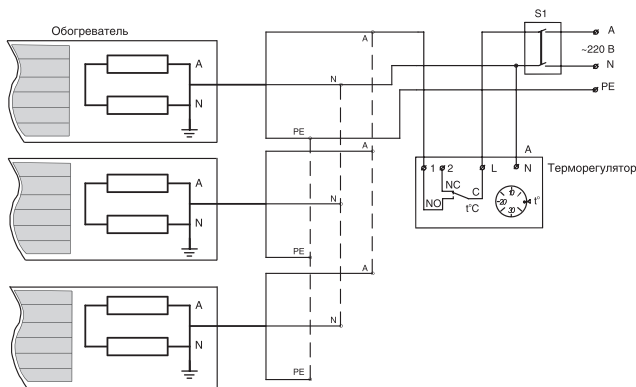 S1
Обогреватель
A
A
~220 В
N
PE
A
N
N
PE
A
A
1 2 L N
Терморегулятор
NC
C
NO
t°C
10
20
30
t°
A
N
N
PE
A
A
N
N
PE